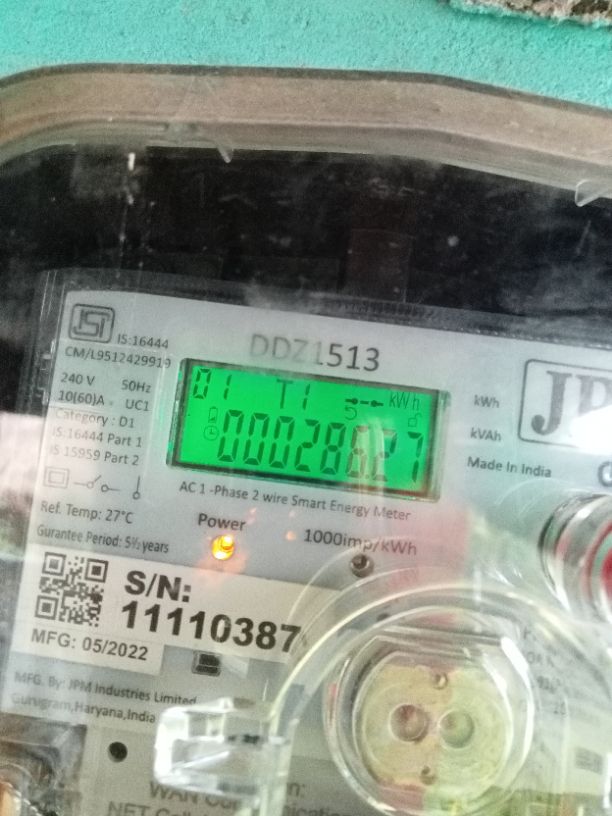 ISI
IS:16444
CM/L9512429919
DDZ1513
240 V 50Hz
10(60)A UC1
Category : D1
IS:16444 Part 1
IS 15959 Part 2
01 T1 kWh
00028627
kWh
kVAh
JP
Made In India
AC 1 -Phase 2 wire Smart Energy Meter
Ref. Temp: 27°C
Gurantee Period: 5½ years
Power
1000imp/kWh
S/N:
11110387
MFG: 05/2022
MFG. By: JPM Industries Limited
Gurugram,Haryana,India